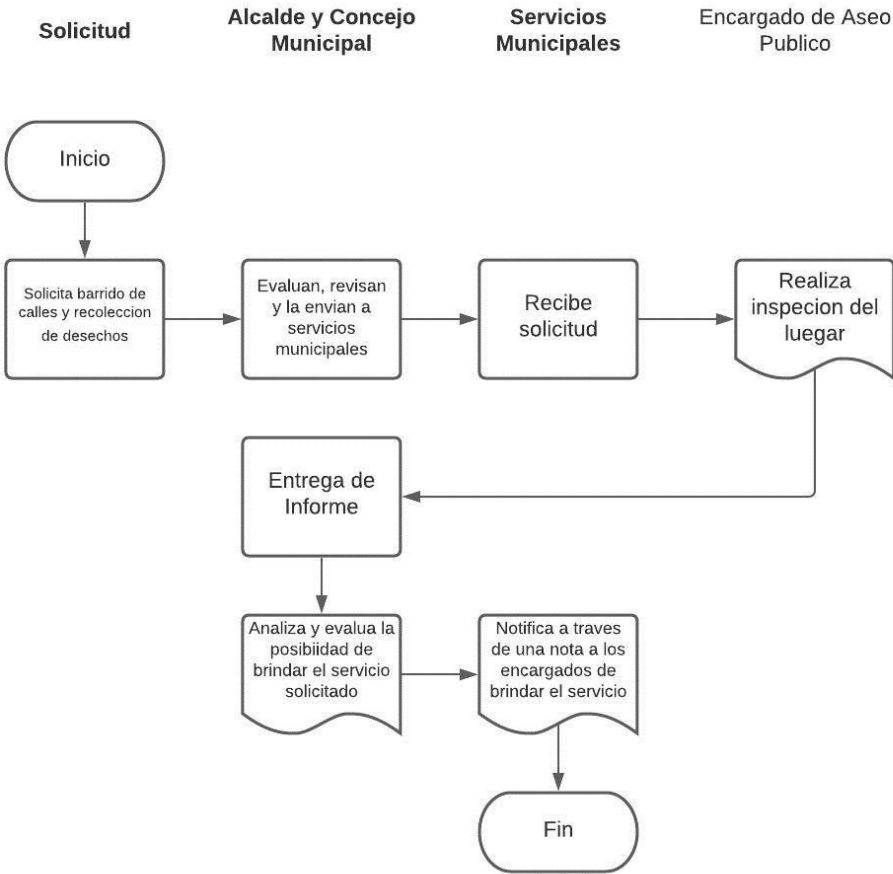 Solicitud
Alcalde y Concejo
Municipal
Servicios
Municipales
Encargado de Aseo
Publico
Inicio
Solicita barrido de
calles y recoleccion
de desechos
Evaluan, revisan
y la envian a
servicios
municipales
Recibe
solicitud
Realiza
inspecion del
luegar
Entrega de
Informe
Analiza y evalua la
posibiidad de
brindar el servicio
solicitado
Notifica a traves
de una nota a los
encargados de
brindar el servicio
Fin